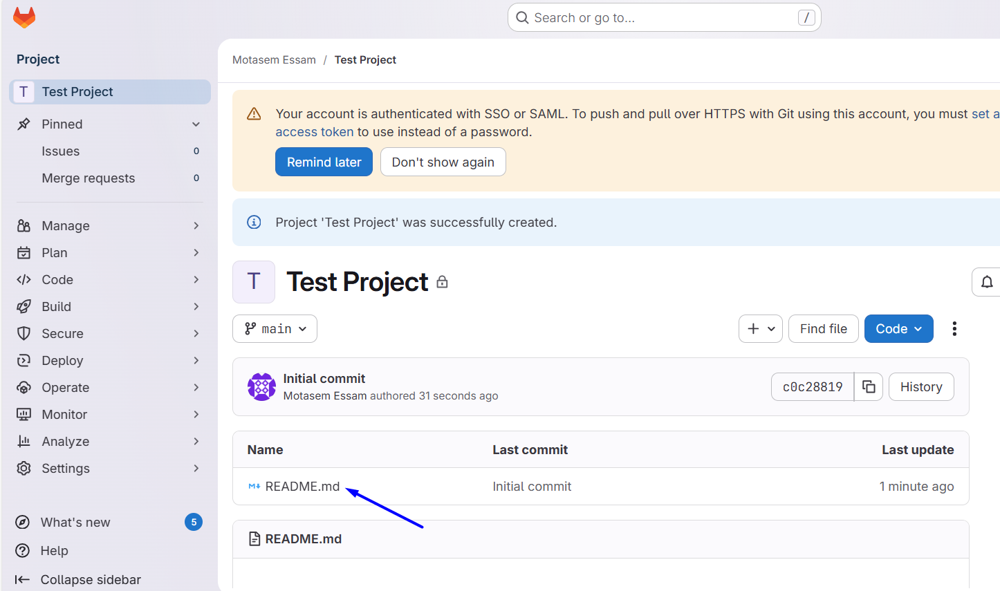 Search or go to...
/
Project
T Test Project
Pinned
Issues 0
Merge requests 0
Manage
Plan
Code
Build
Secure
Deploy
Operate
Monitor
Analyze
Settings
What's new 5
Help
Collapse sidebar
Motasem Essam / Test Project
Your account is authenticated with SSO or SAML. To push and pull over HTTPS with Git using this account, you must set a
access token to use instead of a password.
Remind later Don't show again
Project 'Test Project' was successfully created.
T Test Project
main Find file Code
Initial commit
Motasem Essam authored 31 seconds ago
c0c28819 History
Name Last commit Last update
README.md Initial commit 1 minute ago
README.md